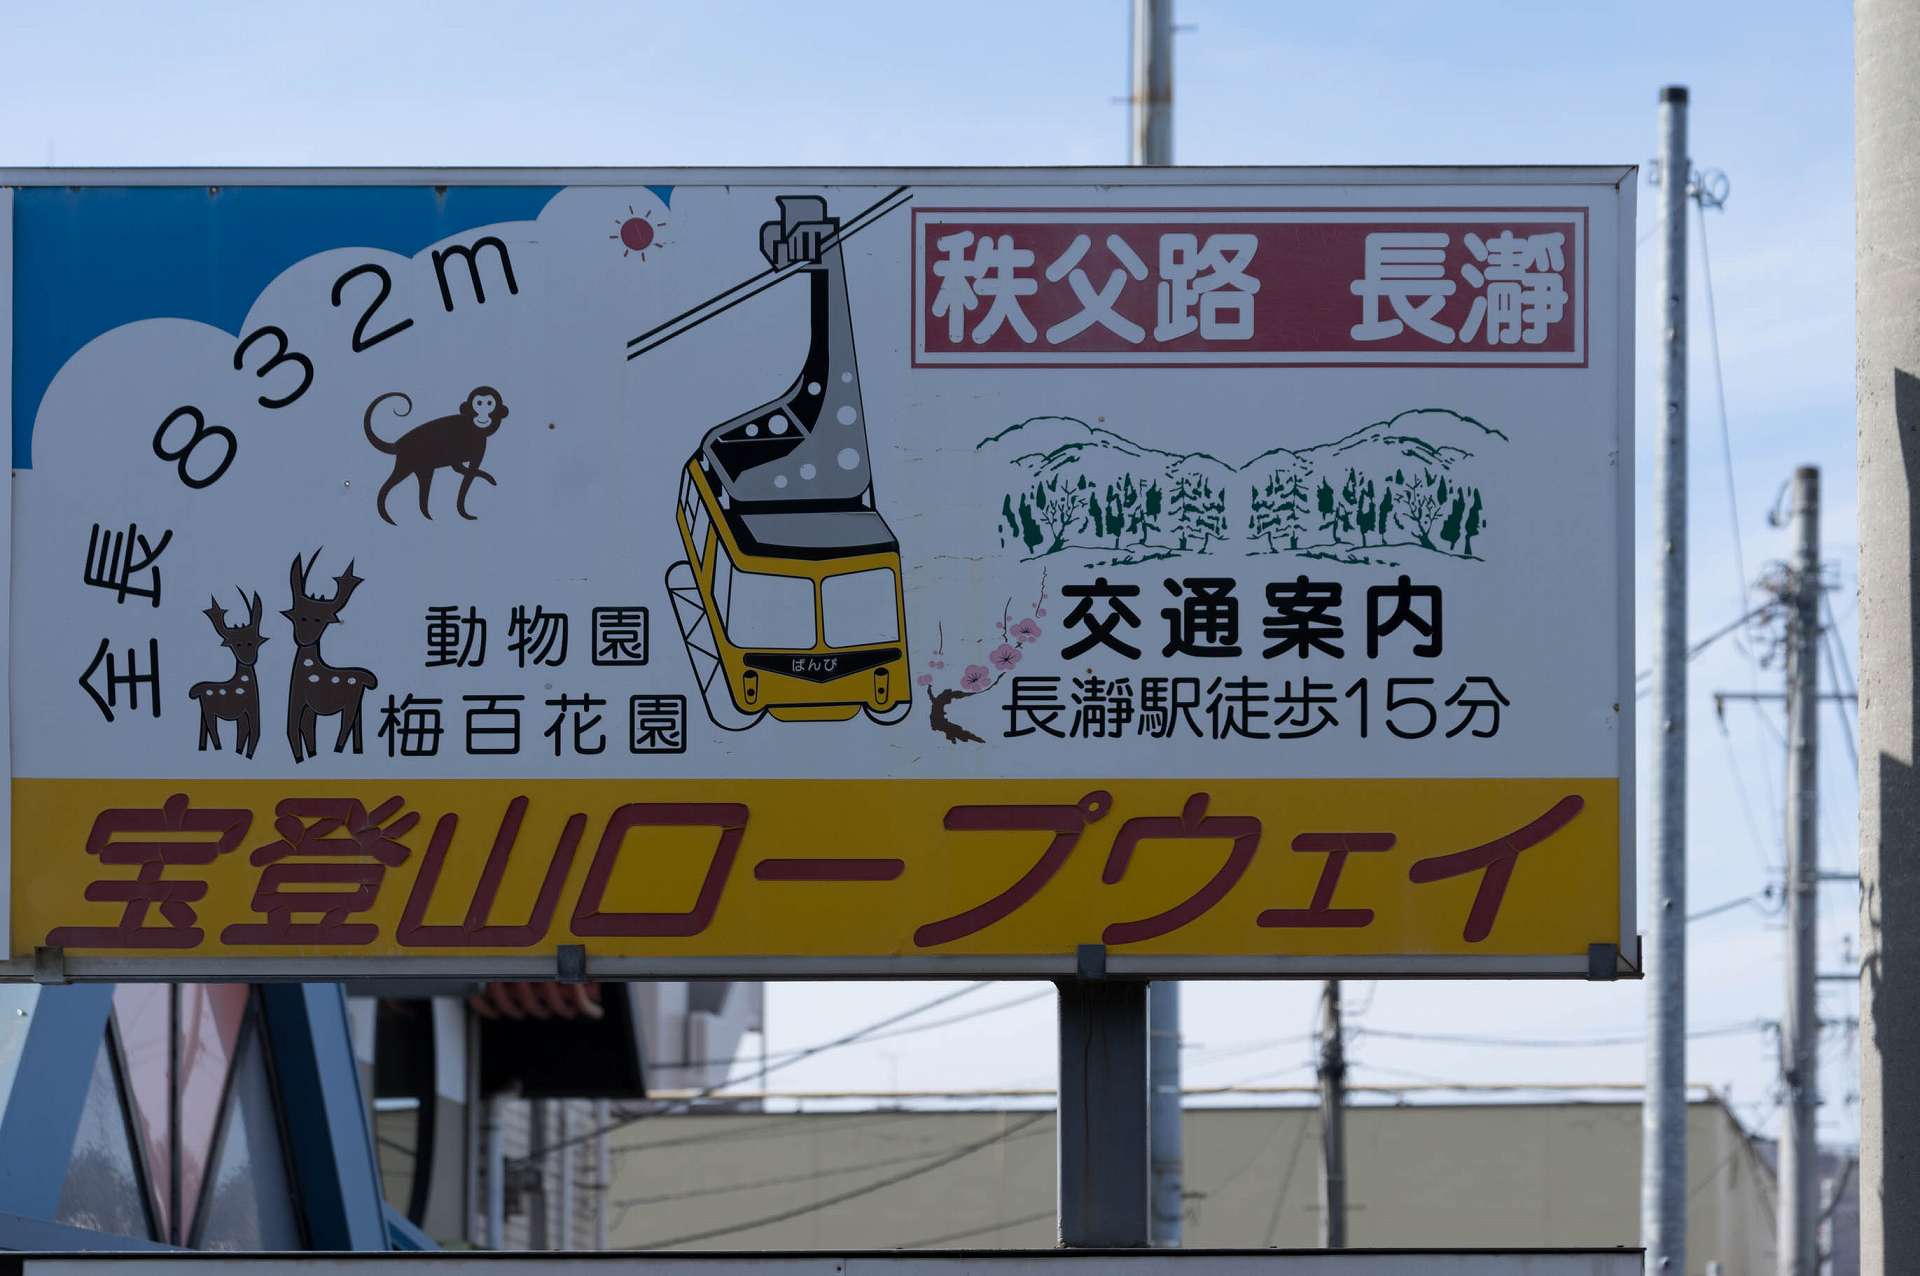 全長832m
秩父路 長瀞
動物園
梅百花園
ばんび
交通案内
長瀞駅徒歩15分
宝登山ロープウェイ